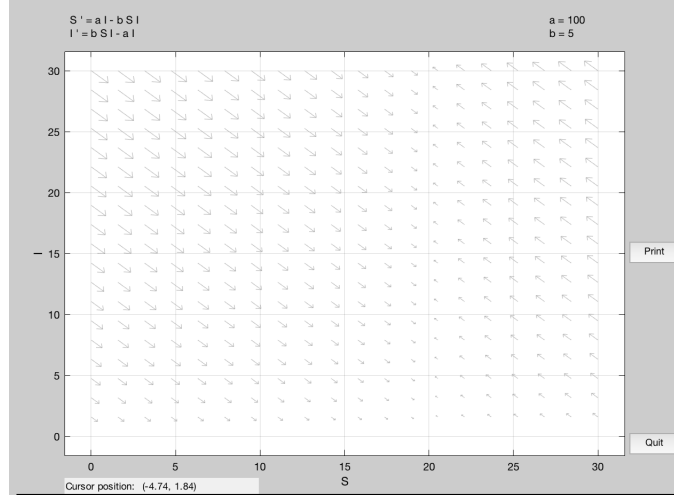 S ' = a I - b S I
I ' = b S I - a I
a = 100
b = 5
30
25
20
15
10
5
0
I
0 5 10 15 20 25 30
S
Print
Quit
Cursor position: (-4.74, 1.84)